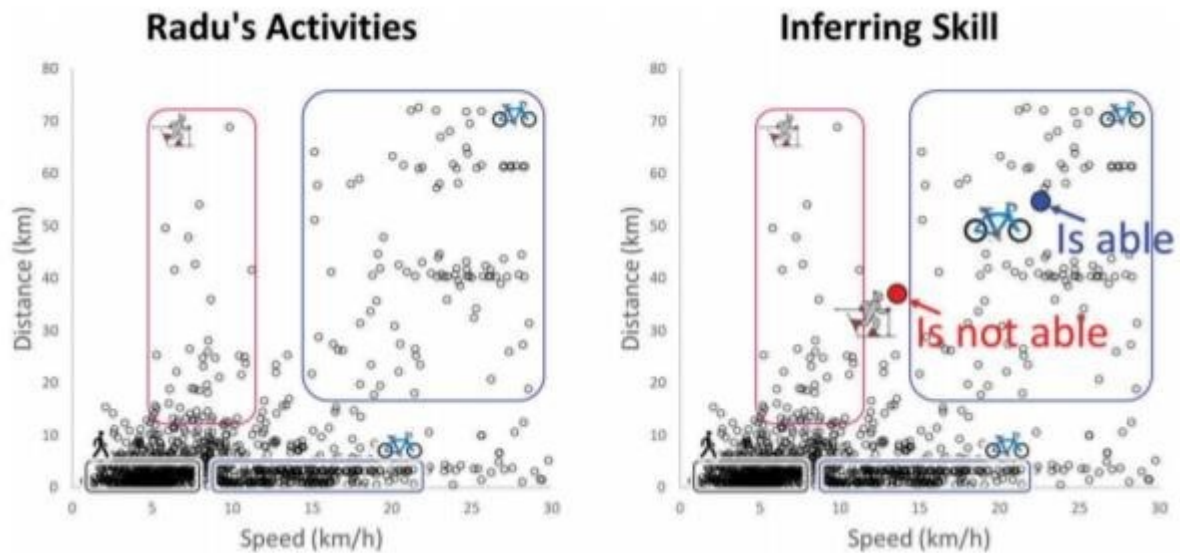 Radu's Activities
80
70
60
50
40
30
20
10
0
Distance (km)
0 5 10 15 20 25 30
Speed (km/h)
Inferring Skill
80
70
60
50
40
30
20
10
0
Distance (km)
Is able
Is not able
0 5 10 15 20 25 30
Speed (km/h)